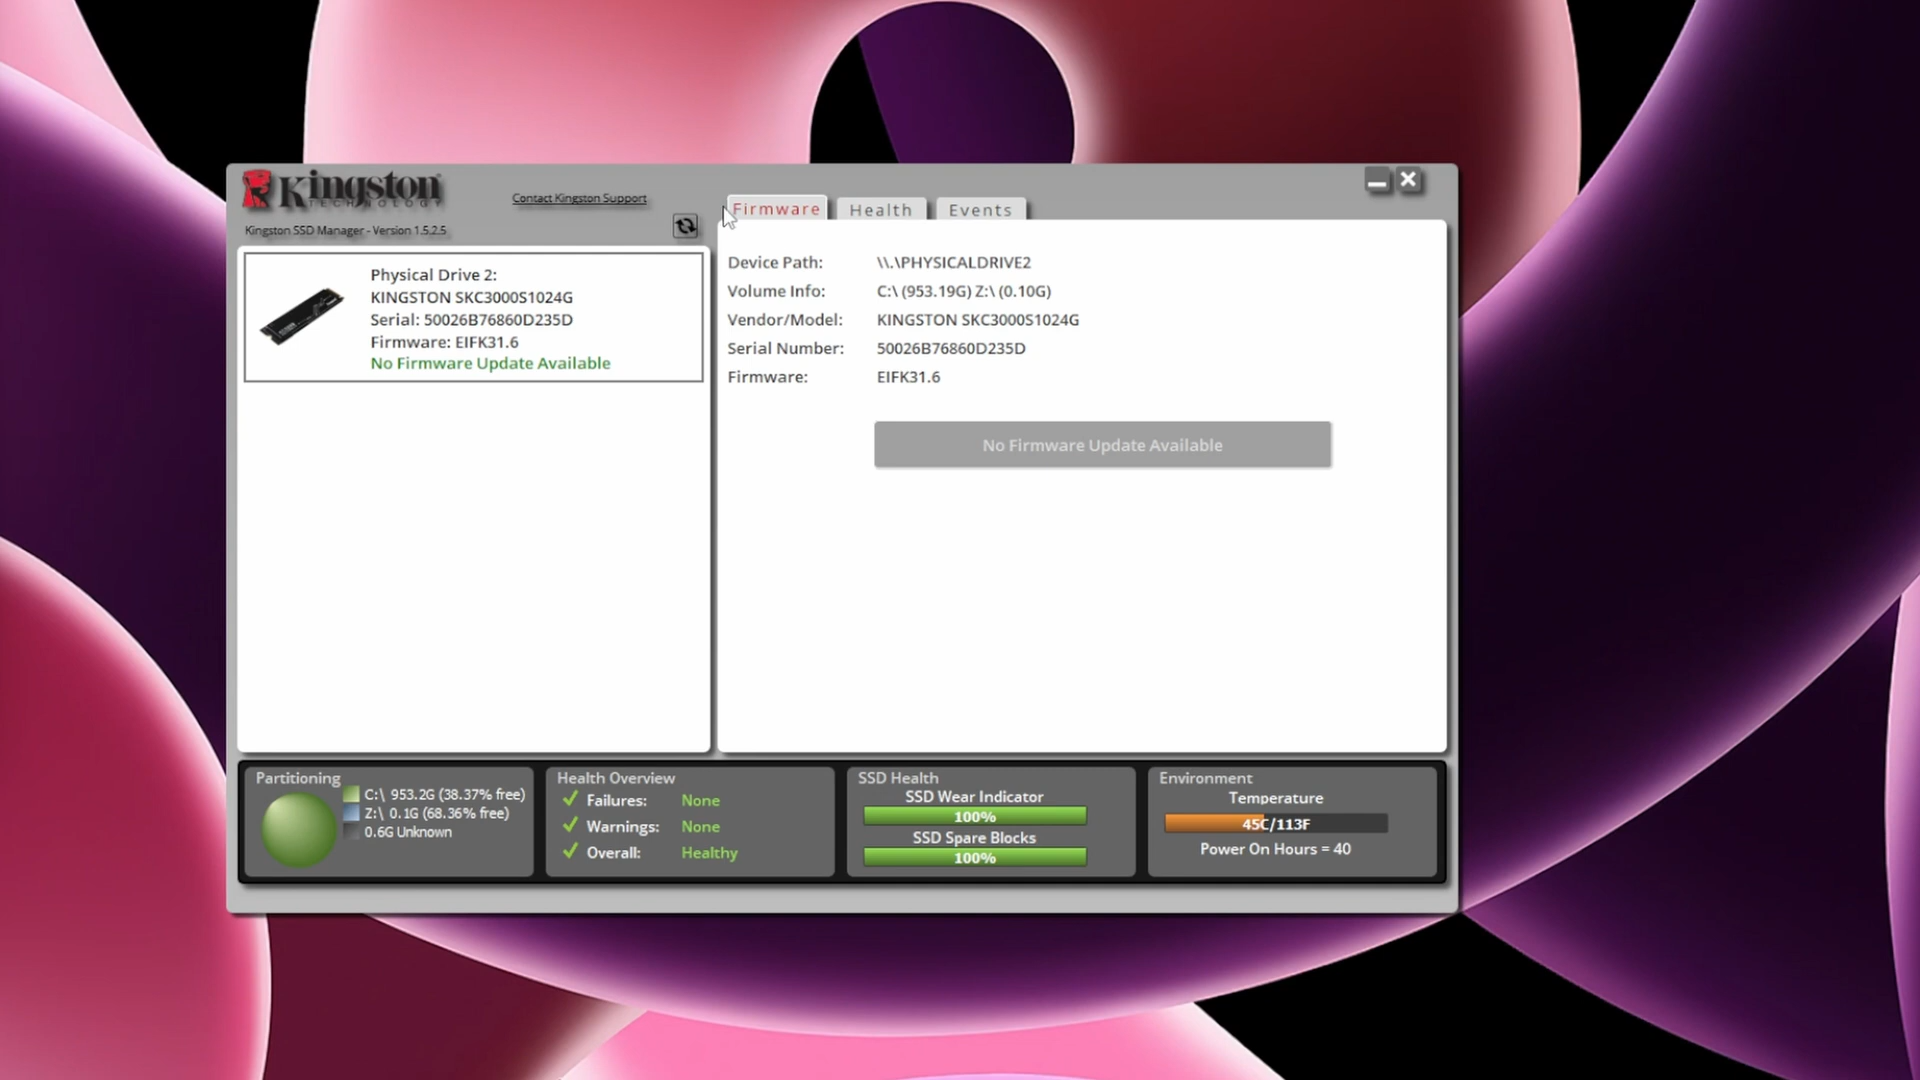 Kingston
TECHNOLOGY
Contact Kingston Support
Kingston SSD Manager - Version 1.5.2.5
Firmware
Health
Events
Physical Drive 2:
KINGSTON SKC3000S1024G
Serial: 50026B76860D235D
Firmware: EIFK31.6
No Firmware Update Available
Device Path: \\.\PHYSICALDRIVE2
Volume Info: C:\ (953.19G) Z:\ (0.10G)
Vendor/Model: KINGSTON SKC3000S1024G
Serial Number: 50026B76860D235D
Firmware: EIFK31.6
No Firmware Update Available
Partitioning
C:\ 953.2G (38.37% free)
Z:\ 0.1G (68.36% free)
0.6G Unknown
Health Overview
Failures: None
Warnings: None
Overall: Healthy
SSD Health
SSD Wear Indicator
100%
SSD Spare Blocks
100%
Environment
Temperature
45C/113F
Power On Hours = 40